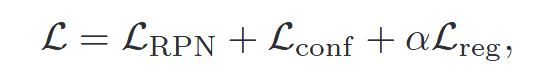 ℒ = ℒ_RPN + ℒ_conf + αℒ_reg,